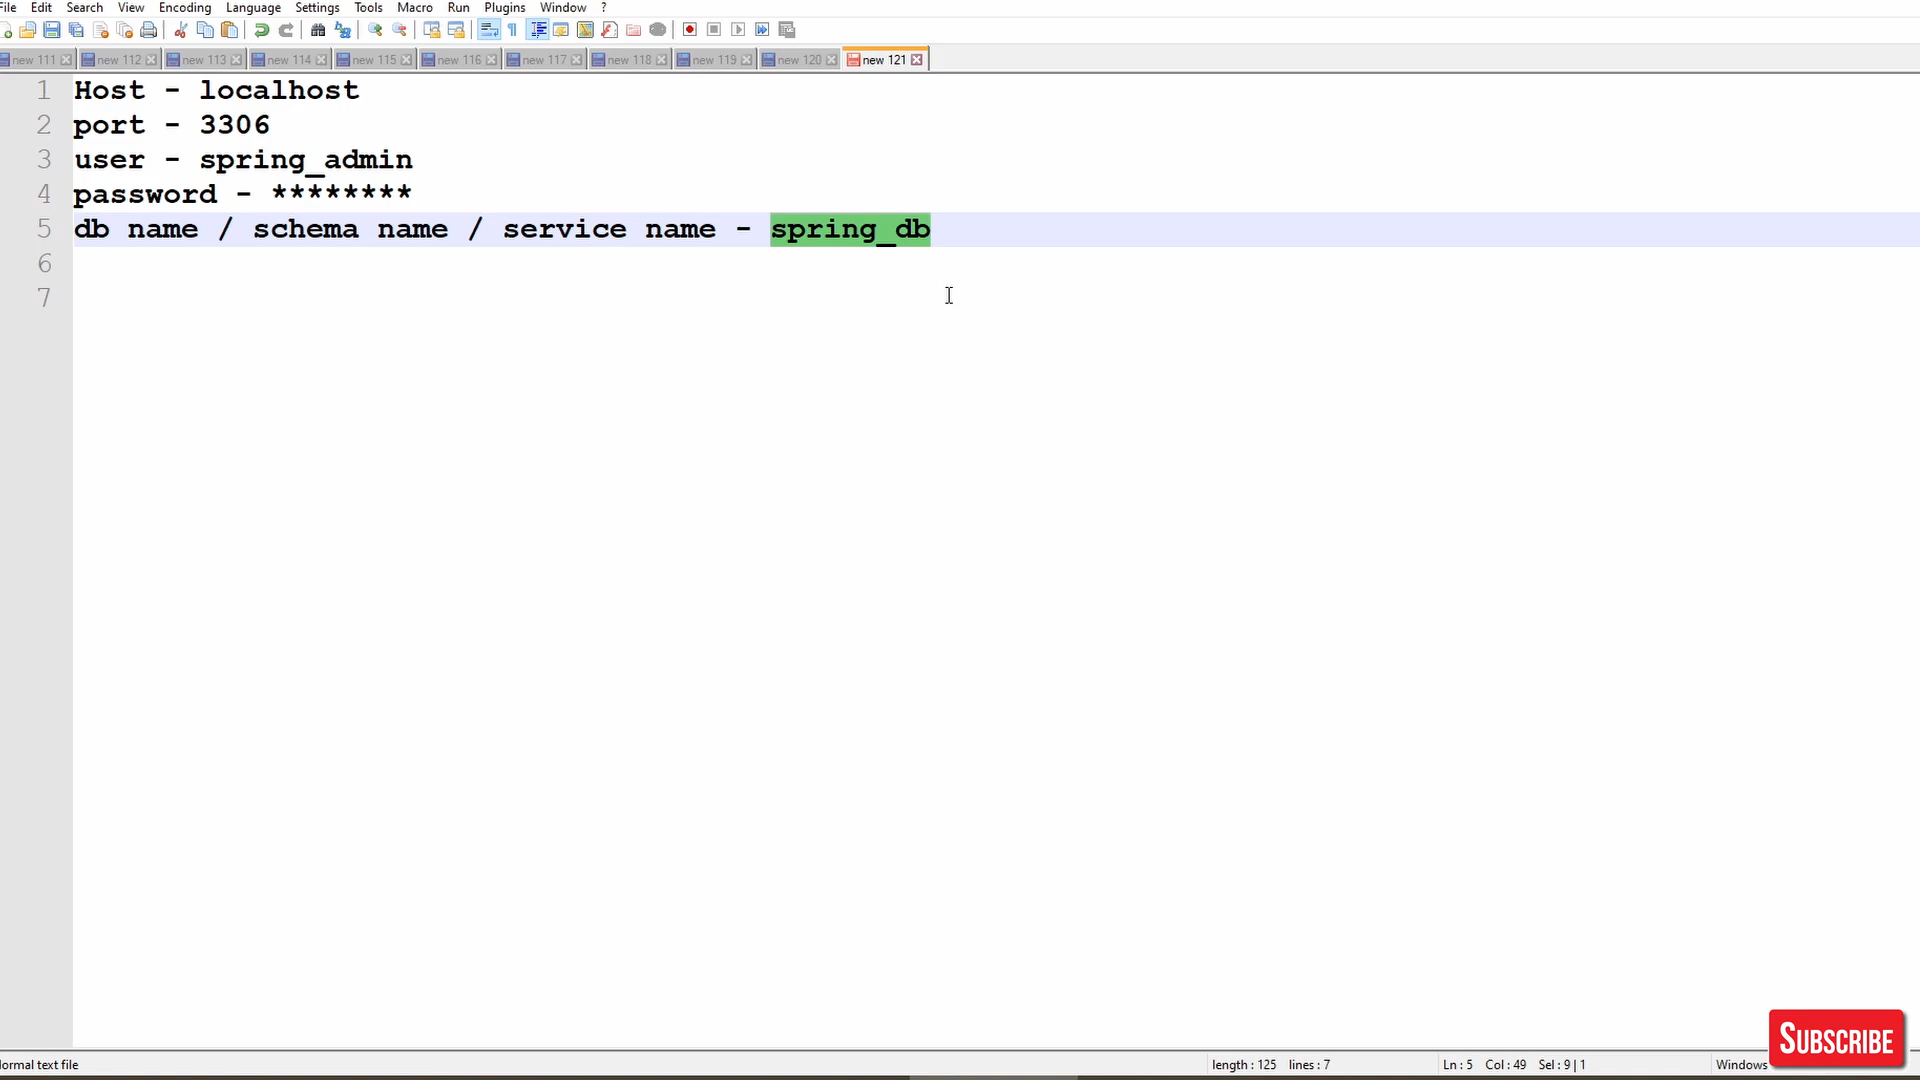 File Edit Search View Encoding Language Settings Tools Macro Run Plugins Window ?
new 111 new 112 new 113 new 114 new 115 new 116 new 117 new 118 new 119 new 120 new 121
1 Host - localhost
2 port - 3306
3 user - spring_admin
4 password - ********
5 db name / schema name / service name - spring_db
6
7
SUBSCRIBE
ormal text file length : 125 lines : 7 Ln : 5 Col : 49 Sel : 9 | 1 Windows